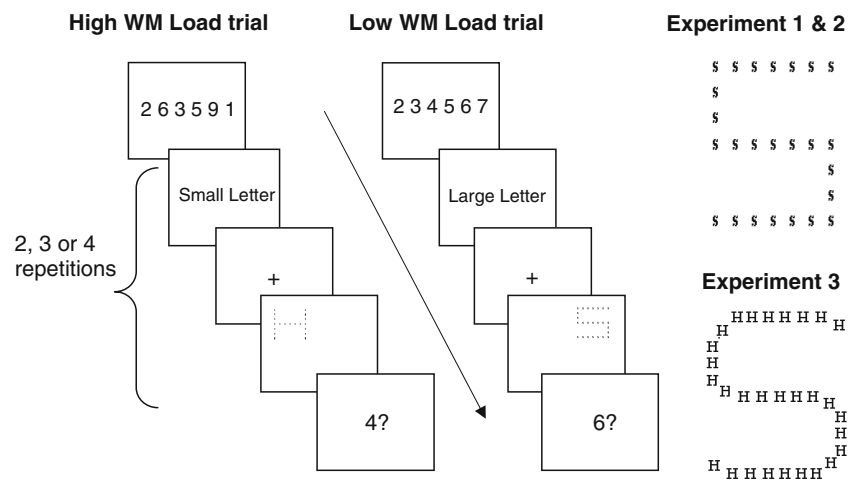 High WM Load trial
Low WM Load trial
Experiment 1 & 2
2 6 3 5 9 1
Small Letter
+
2, 3 or 4
repetitions
4?
2 3 4 5 6 7
Large Letter
+
6?
S S S S S S S
S
S
S S S S S S S
S
S
S S S S S S S
Experiment 3
H H H H H H H
H
H
H
H
H H H H H H H
H
H
H
H
H H H H H H H